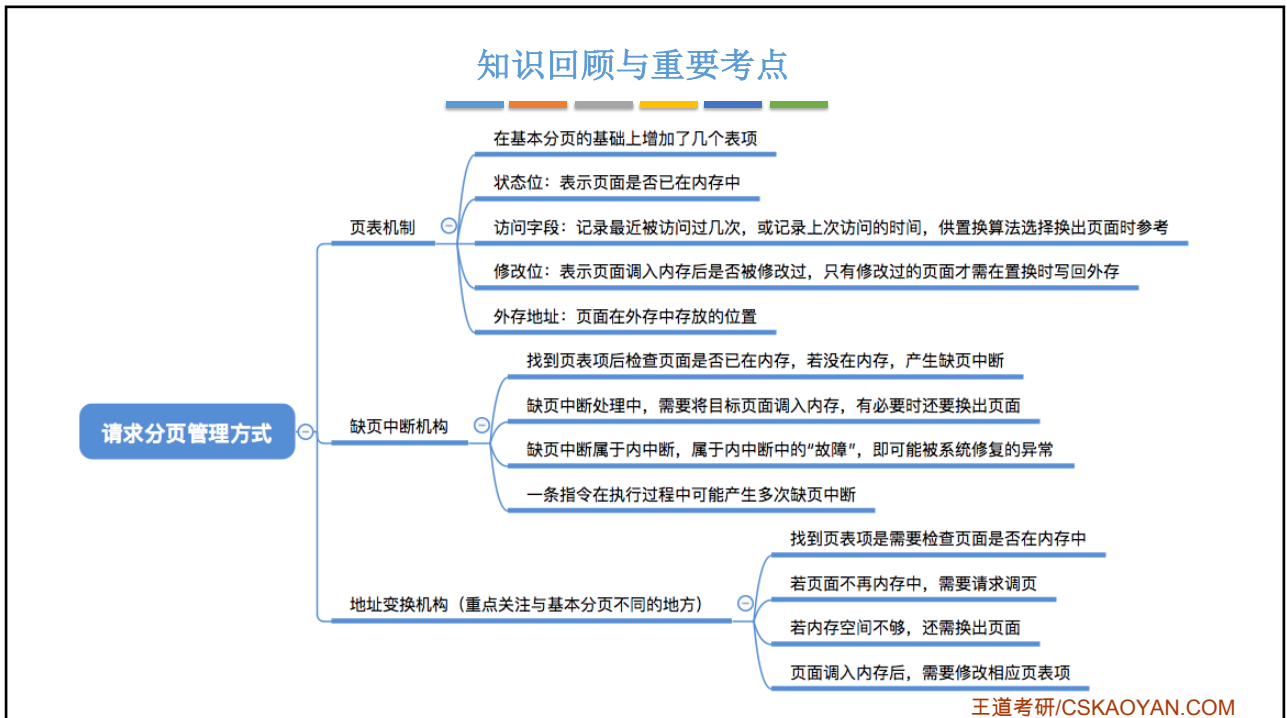 知识回顾与重要考点
在基本分页的基础上增加了几个表项
状态位：表示页面是否已在内存中
页表机制
访问字段：记录最近被访问过几次，或记录上次访问的时间，供置换算法选择换出页面时参考
修改位：表示页面调入内存后是否被修改过，只有修改过的页面才需在置换时写回外存
外存地址：页面在外存中存放的位置
请求分页管理方式
找到页表项后检查页面是否已在内存，若没在内存，产生缺页中断
缺页中断处理中，需要将目标页面调入内存，有必要时还要换出页面
缺页中断机构
缺页中断属于内中断，属于内中断中的“故障”，即可能被系统修复的异常
一条指令在执行过程中可能产生多次缺页中断
找到页表项是需要检查页面是否在内存中
若页面不再内存中，需要请求调页
地址变换机构（重点关注与基本分页不同的地方）
若内存空间不够，还需换出页面
页面调入内存后，需要修改相应页表项
王道考研/CSKAOYAN.COM